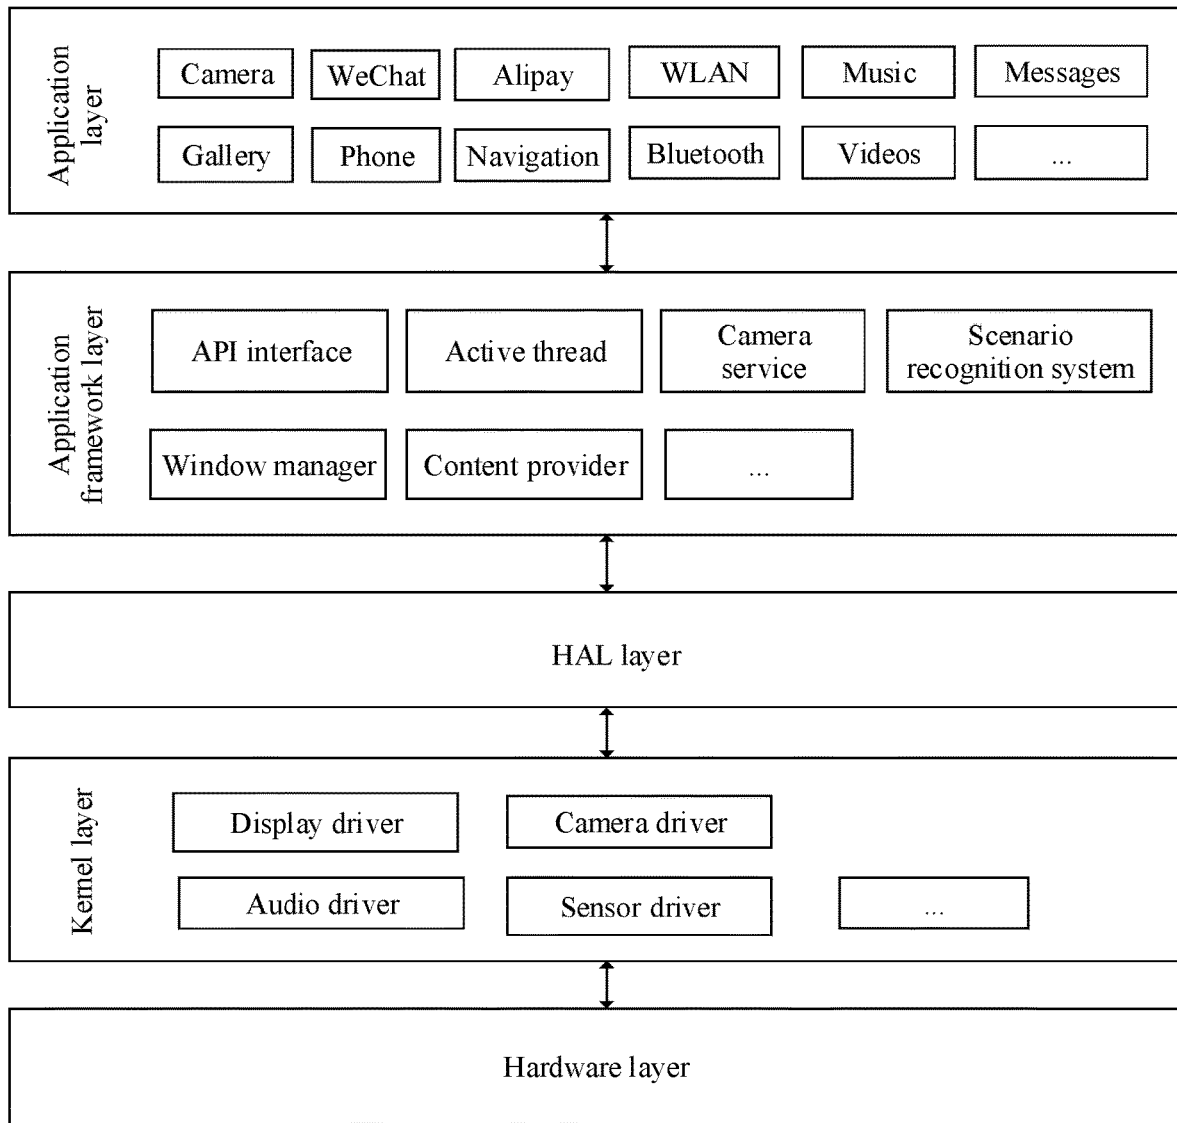 Application
layer
Camera
WeChat
Alipay
WLAN
Music
Messages
Gallery
Phone
Navigation
Bluetooth
Videos
...
Application
framework layer
API interface
Active thread
Camera
service
Scenario
recognition system
Window manager
Content provider
...
HAL layer
Kernel layer
Display driver
Camera driver
Audio driver
Sensor driver
...
Hardware layer